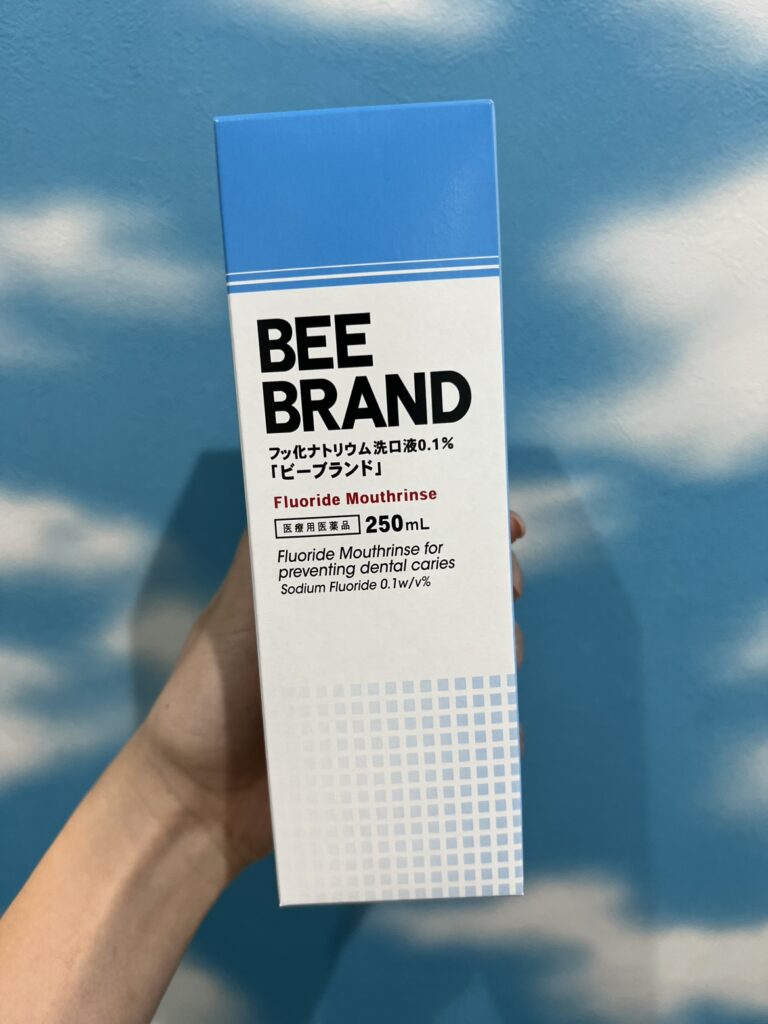 BEE
BRAND
フッ化ナトリウム洗口液0.1%
「ビーブランド」
Fluoride Mouthrinse
医療用医薬品 250mL
Fluoride Mouthrinse for
preventing dental caries
Sodium Fluoride 0.1w/v%